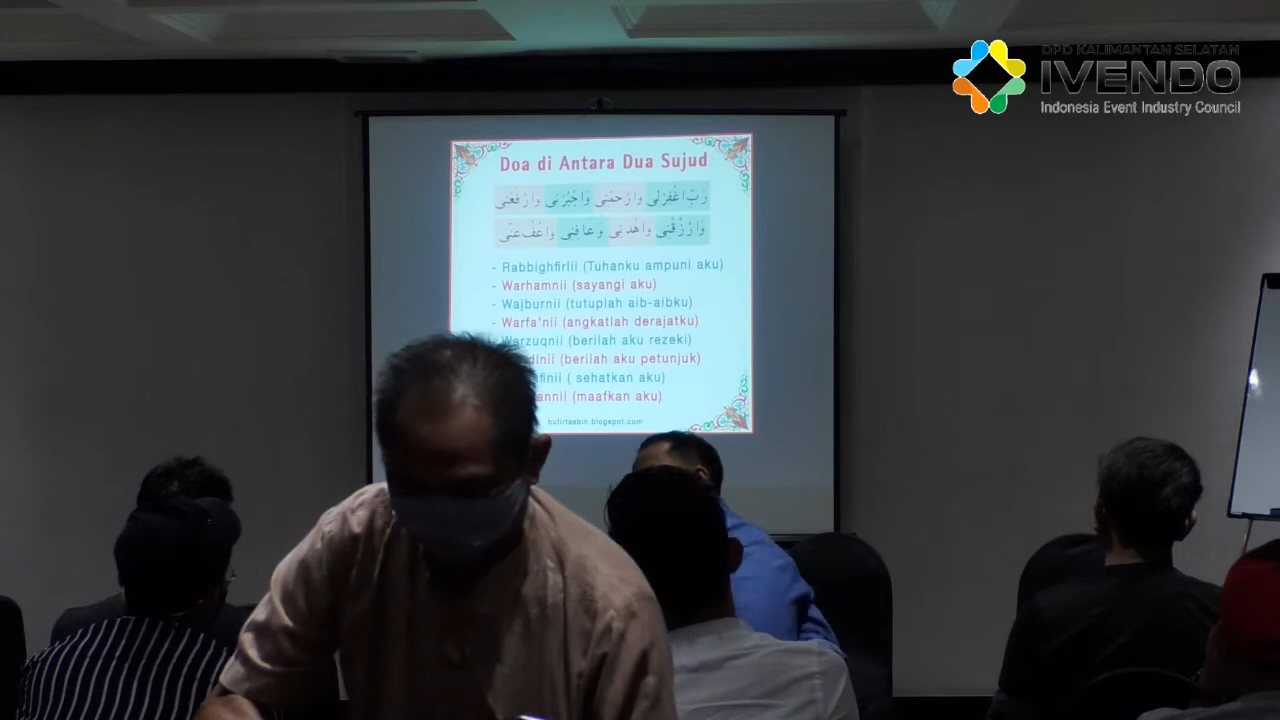 DPD KALIMANTAN SELATAN
IVENDO
Indonesia Event Industry Council
Doa di Antara Dua Sujud
رَبِّ اغْفِرْلِى وَارْحَمْنِى وَاجْبُرْنِى وَارْفَعْنِى
وَارْزُقْنِى وَاهْدِنِى وَعَافِنِى وَاعْفُ عَنِّى
- Rabbighfirlii (Tuhanku ampuni aku)
- Warhamnii (sayangi aku)
- Wajburnii (tutuplah aib-aibku)
- Warfa'nii (angkatlah derajatku)
- Warzuqnii (berilah aku rezeki)
dinii (berilah aku petunjuk)
finii ( sehatkan aku)
annii (maafkan aku)
butirtasbih.blogspot.com